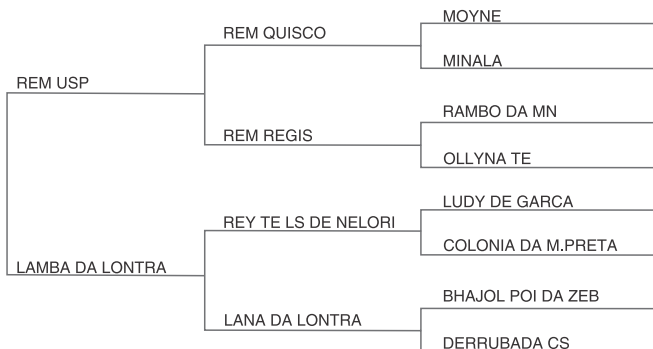 MOYNE
REM QUISCO
MINALA
REM USP
RAMBO DA MN
REM REGIS
OLLYNA TE
LUDY DE GARCA
REY TE LS DE NELORI
COLONIA DA M.PRETA
LAMBA DA LONTRA
BHAJOL POI DA ZEB
LANA DA LONTRA
DERRUBADA CS